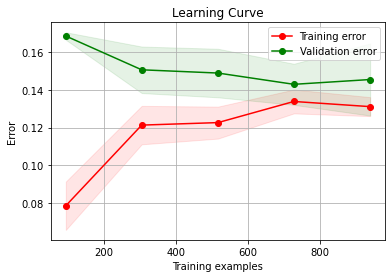 Learning Curve
Training error
Validation error
0.16
0.14
0.12
0.10
0.08
Error
200
400
600
800
Training examples